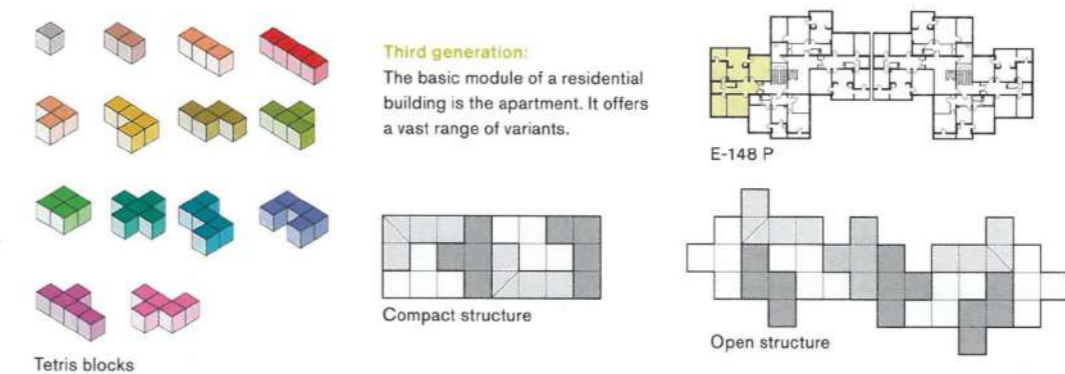 Third generation:
The basic module of a residential
building is the apartment. It offers
a vast range of variants.
E-148 P
Compact structure
Open structure
Tetris blocks